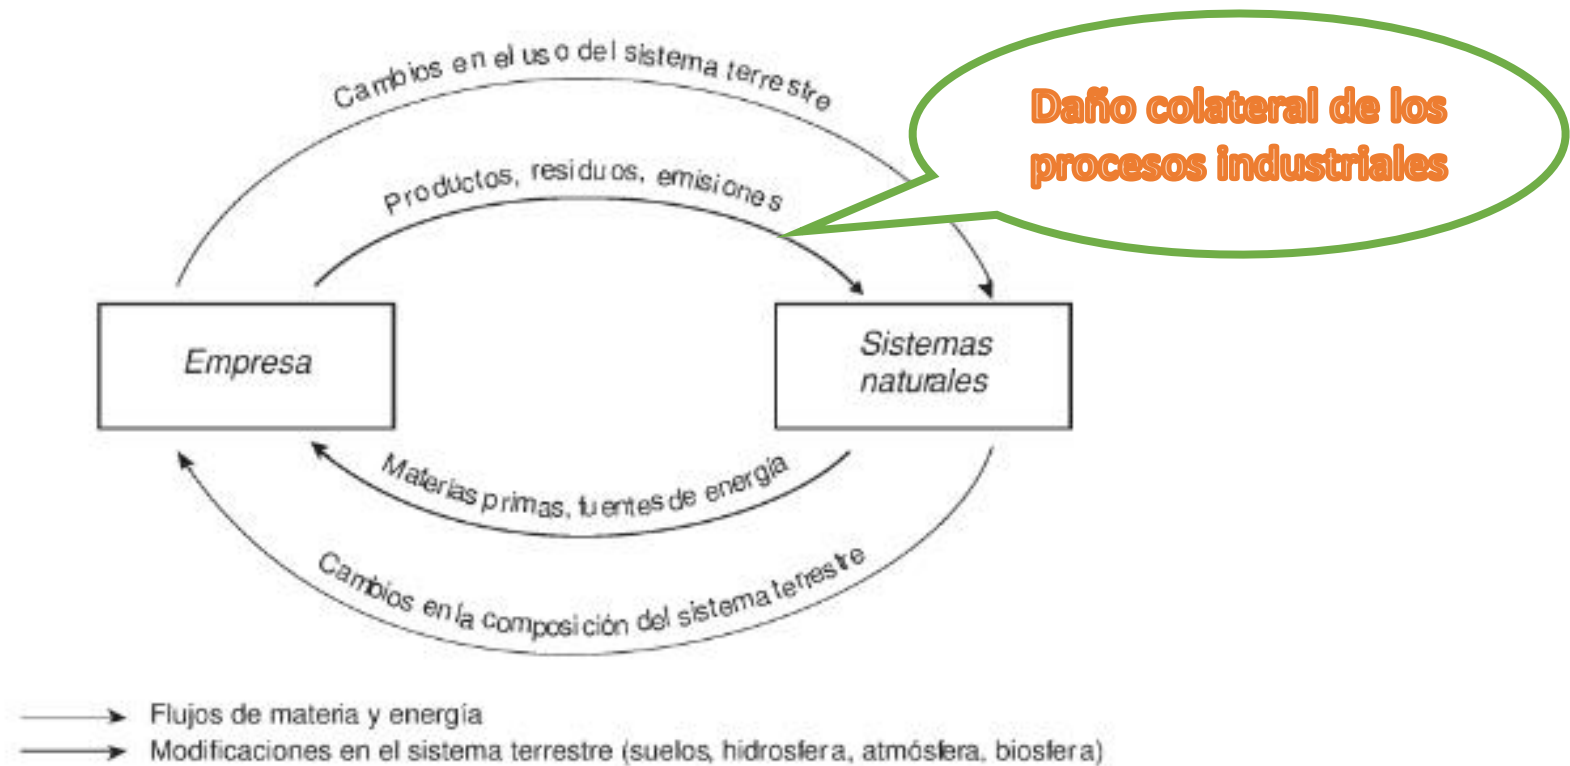 Cambios en el uso del sistema terrestre
Daño colateral de los
procesos industriales
Productos, residuos, emisiones
Empresa
Sistemas
naturales
Materias primas, fuentes de energía
Cambios en la composición del sistema terrestre
Flujos de materia y energía
Modificaciones en el sistema terrestre (suelos, hidrosfera, atmósfera, biosfera)